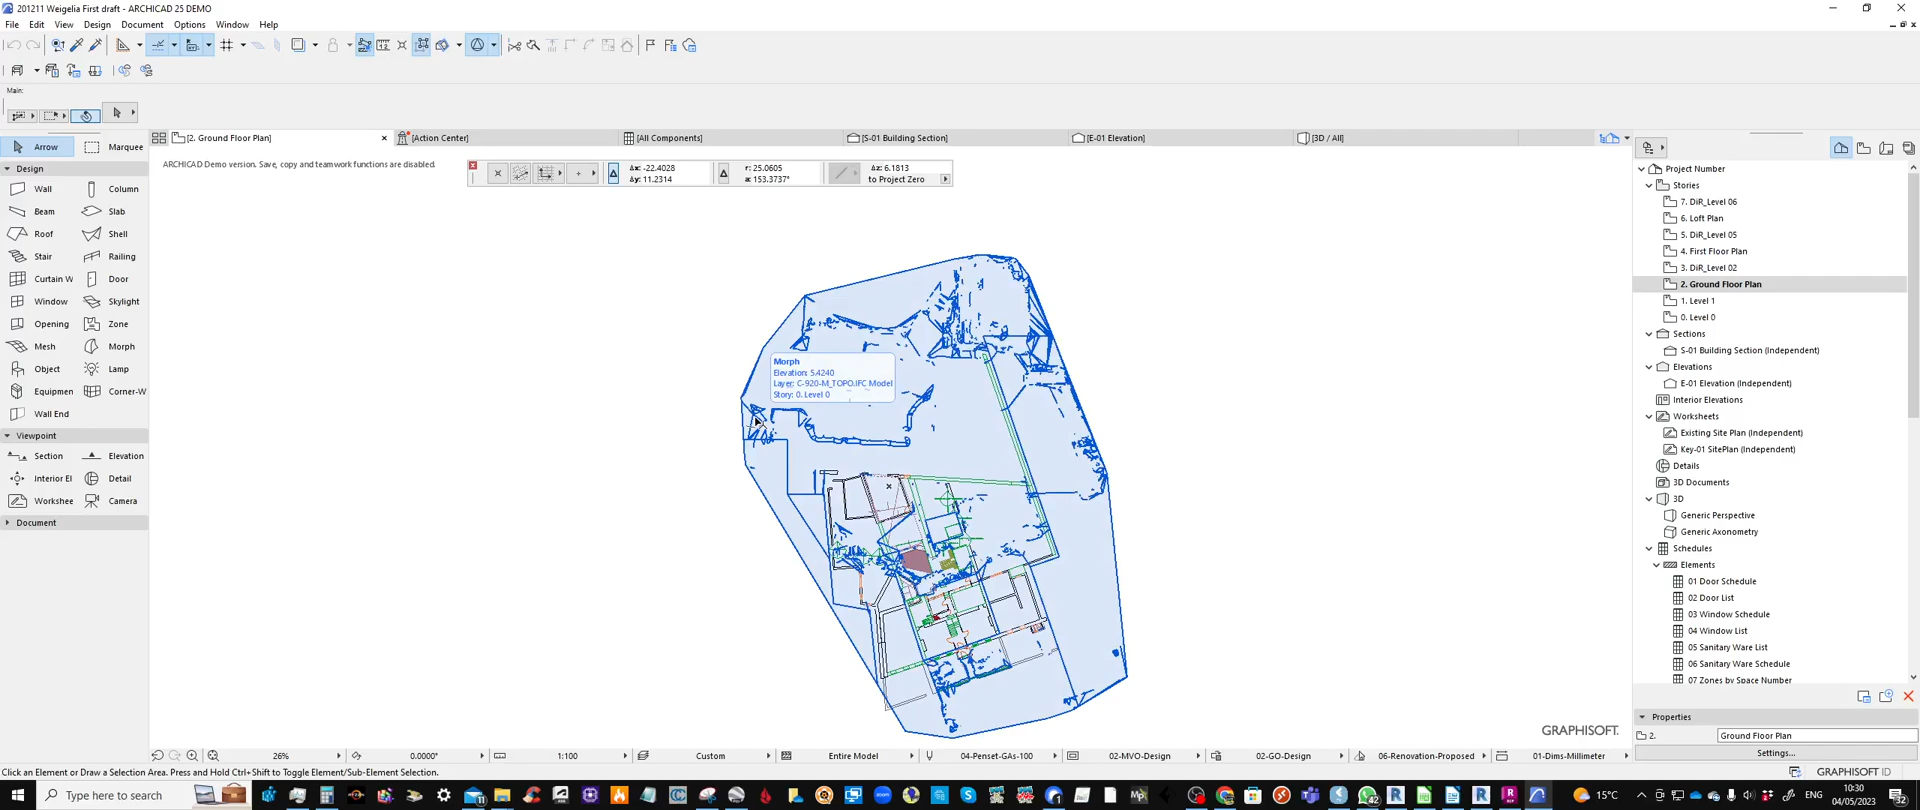 201211 Weigelia First draft - ARCHICAD 25 DEMO
File Edit View Design Document Options Window Help
Main:
[2. Ground Floor Plan] [Action Center] [All Components] [S-01 Building Section] [E-01 Elevation] [3D / All]
ARCHICAD Demo version. Save, copy and teamwork functions are disabled.
Δx: -22.4028
Δy: 11.2314
r: 25.0605
a: 153.3737°
Δz: 6.1813
to Project Zero
Arrow Marquee
Design
Wall Column
Beam Slab
Roof Shell
Stair Railing
Curtain W Door
Window Skylight
Opening Zone
Mesh Morph
Object Lamp
Equipmen Corner-W
Wall End
Viewpoint
Section Elevation
Interior El Detail
Workshee Camera
Document
Morph
Elevation: 5.4240
Layer: C-920-M_TOPO.IFC Model
Story: 0. Level 0
GRAPHISOFT.
Project Number
Stories
7. DiR_Level 06
6. Loft Plan
5. DiR_Level 05
4. First Floor Plan
3. DiR_Level 02
2. Ground Floor Plan
1. Level 1
0. Level 0
Sections
S-01 Building Section (Independent)
Elevations
E-01 Elevation (Independent)
Interior Elevations
Worksheets
Existing Site Plan (Independent)
Key-01 SitePlan (Independent)
Details
3D Documents
3D
Generic Perspective
Generic Axonometry
Schedules
Elements
01 Door Schedule
02 Door List
03 Window Schedule
04 Window List
05 Sanitary Ware List
06 Sanitary Ware Schedule
07 Zones by Space Number
Properties
2. Ground Floor Plan
Settings...
26% 0.0000° 1:100 Custom Entire Model 04-Penset-GAs-100 02-MVO-Design 02-GO-Design 06-Renovation-Proposed 01-Dims-Millimeter
Click an Element or Draw a Selection Area. Press and Hold Ctrl+Shift to Toggle Element/Sub-Element Selection.
GRAPHISOFT ID
Type here to search
15°C
ENG
10:30
04/05/2023